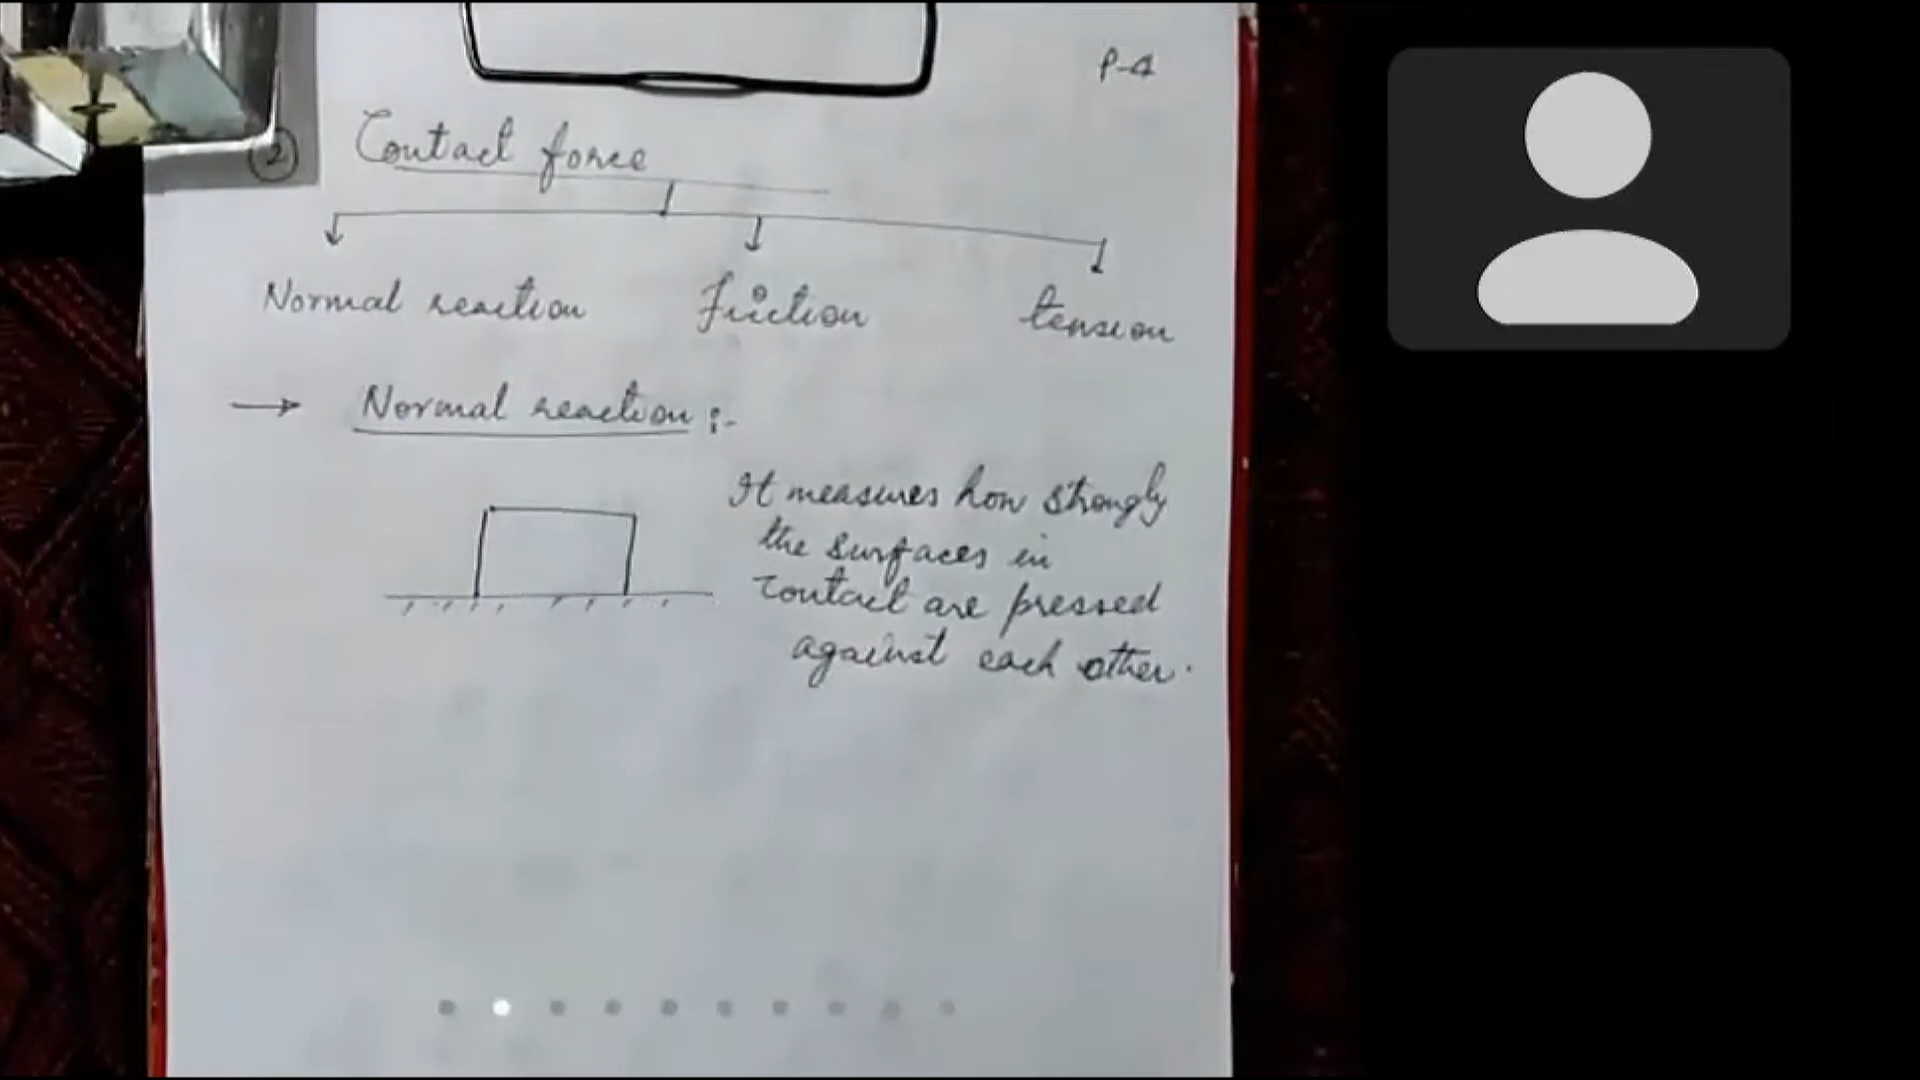 P-4
2
Contact force
Normal reaction friction tension
→ Normal reaction :-
It measures how strongly
the surfaces in
contact are pressed
against each other.